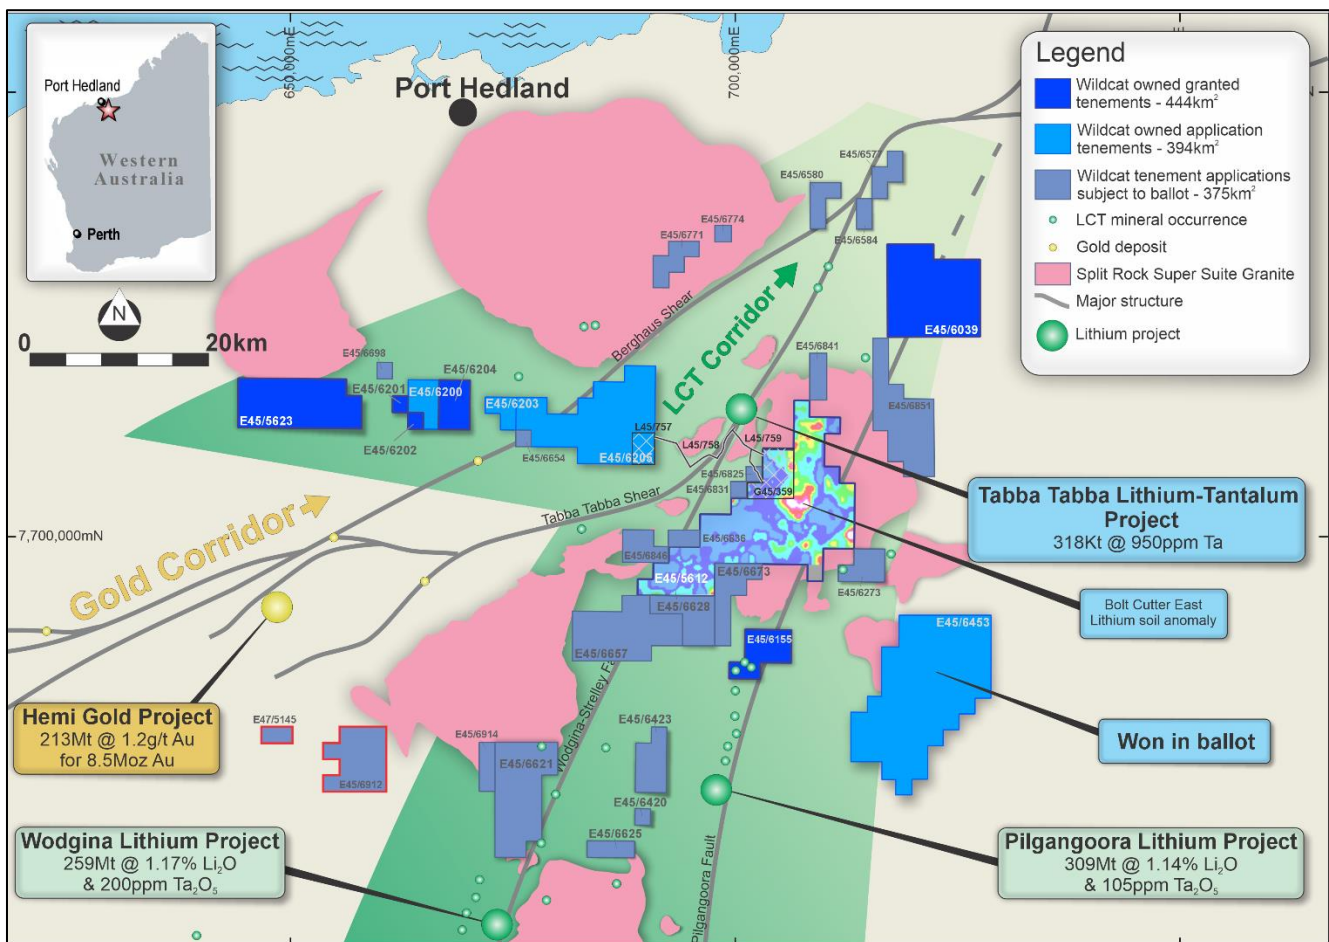 650,000mE
700,000mE
Port Hedland
Western
Australia
Perth
Port Hedland
N
0
20km
Legend
Wildcat owned granted
tenements - 444km²
Wildcat owned application
tenements - 394km²
Wildcat tenement applications
subject to ballot - 375km²
LCT mineral occurrence
Gold deposit
Split Rock Super Suite Granite
Major structure
Lithium project
E45/6577
E45/6580
E45/6584
E45/6774
E45/6771
E45/6039
Berghaus Shear
LCT Corridor
E45/6841
E45/6851
E45/6698
E45/6204
E45/6201
E45/6200
E45/5623
E45/6202
E45/6203
E45/6654
L45/757
E45/6205
L45/758
L45/759
E45/6825
E45/6831
G45/359
Tabba Tabba Shear
Tabba Tabba Lithium-Tantalum
Project
318Kt @ 950ppm Ta
7,700,000mN
Gold Corridor
E45/6836
E45/6846
E45/5612
E45/6673
E45/6273
Bolt Cutter East
Lithium soil anomaly
E45/6628
E45/6657
E45/6155
E45/6453
Wodgina-Strelley
Hemi Gold Project
213Mt @ 1.2g/t Au
for 8.5Moz Au
E47/5145
E45/6912
E45/6914
E45/6621
E45/6423
E45/6420
E45/6625
Won in ballot
Wodgina Lithium Project
259Mt @ 1.17% Li₂O
& 200ppm Ta₂O₅
Pilgangoora Fault
Pilgangoora Lithium Project
309Mt @ 1.14% Li₂O
& 105ppm Ta₂O₅